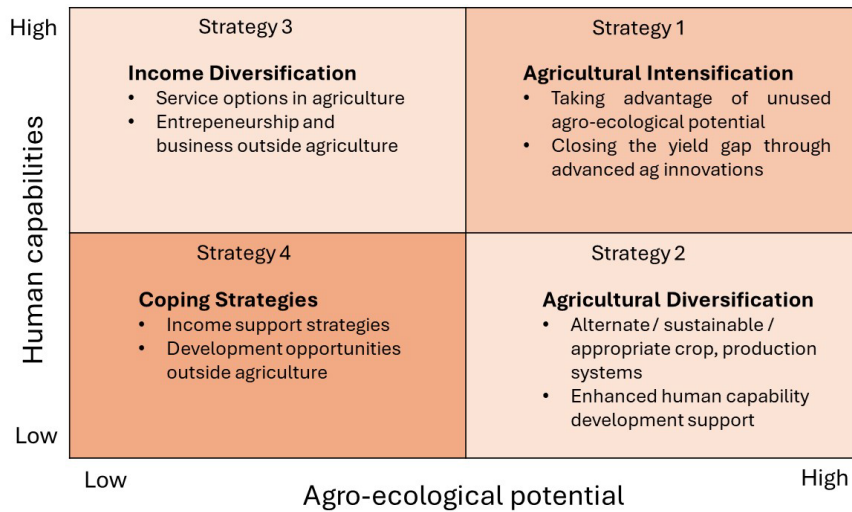 High
Human capabilities
Low
Strategy 3
Income Diversification
• Service options in agriculture
• Entrepeneurship and
business outside agriculture
Strategy 1
Agricultural Intensification
• Taking advantage of unused
agro-ecological potential
• Closing the yield gap through
advanced ag innovations
Strategy 4
Coping Strategies
• Income support strategies
• Development opportunities
outside agriculture
Strategy 2
Agricultural Diversification
• Alternate / sustainable /
appropriate crop, production
systems
• Enhanced human capability
development support
Low
High
Agro-ecological potential